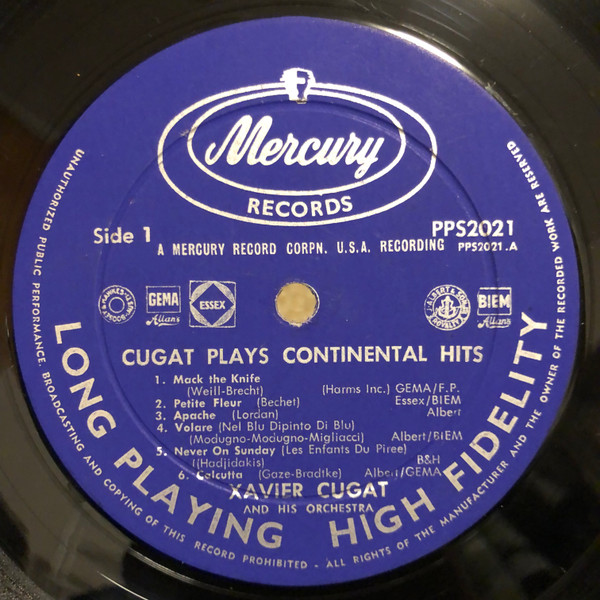 Mercury
RECORDS
Side 1
PPS2021
A MERCURY RECORD CORPN. U.S.A. RECORDING PPS2021.A
GEMA
Allans
ESSEX
ALBERT & SON
ROYALTY
BIEM
Allans
CUGAT PLAYS CONTINENTAL HITS
1. Mack the Knife
(Weill-Brecht) (Harms Inc.) GEMA/F.P.
2. Petite Fleur (Bechet) Essex/BIEM
3. Apache (Lordan) Albert
4. Volare (Nel Blu Dipinto Di Blu)
(Modugno-Modugno-Migliacci) Albert/BIEM
5. Never On Sunday (Les Enfants Du Piree)
(Hadjidakis) B&H
6. Calcutta (Gaze-Bradtke) Albert/GEMA
XAVIER CUGAT
AND HIS ORCHESTRA
LONG PLAYING HIGH FIDELITY
UNAUTHORIZED PUBLIC PERFORMANCE, BROADCASTING AND COPYING OF THIS RECORD PROHIBITED - ALL RIGHTS OF THE MANUFACTURER AND THE OWNER OF THE RECORDED WORK ARE RESERVED